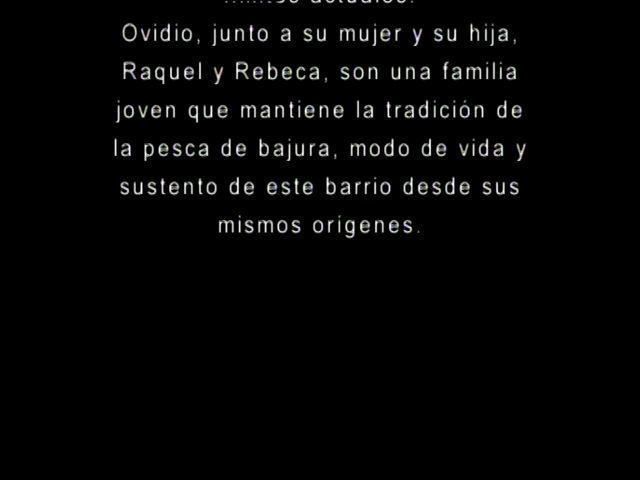 Ovidio, junto a su mujer y su hija,
Raquel y Rebeca, son una familia
joven que mantiene la tradición de
la pesca de bajura, modo de vida y
sustento de este barrio desde sus
mismos origenes.